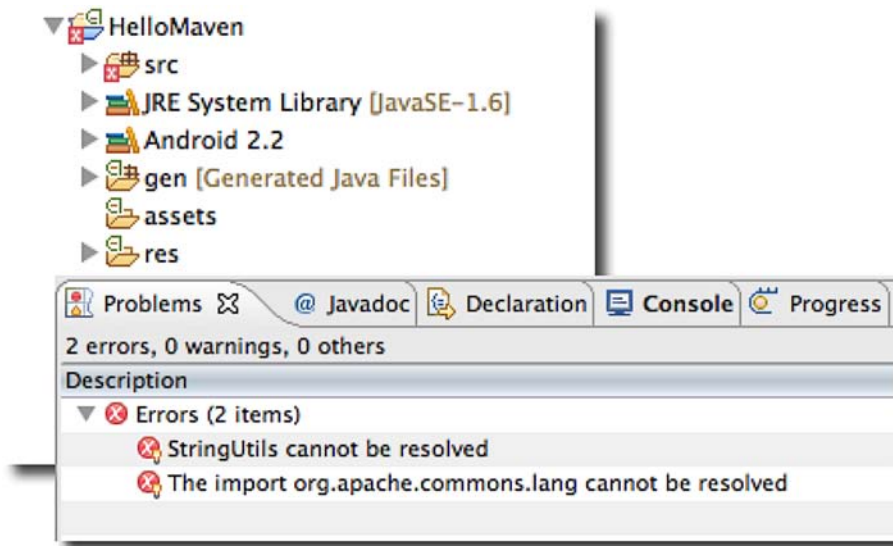 HelloMaven
src
JRE System Library [JavaSE-1.6]
Android 2.2
gen [Generated Java Files]
assets
res
Problems @ Javadoc Declaration Console Progress
2 errors, 0 warnings, 0 others
Description
Errors (2 items)
StringUtils cannot be resolved
The import org.apache.commons.lang cannot be resolved